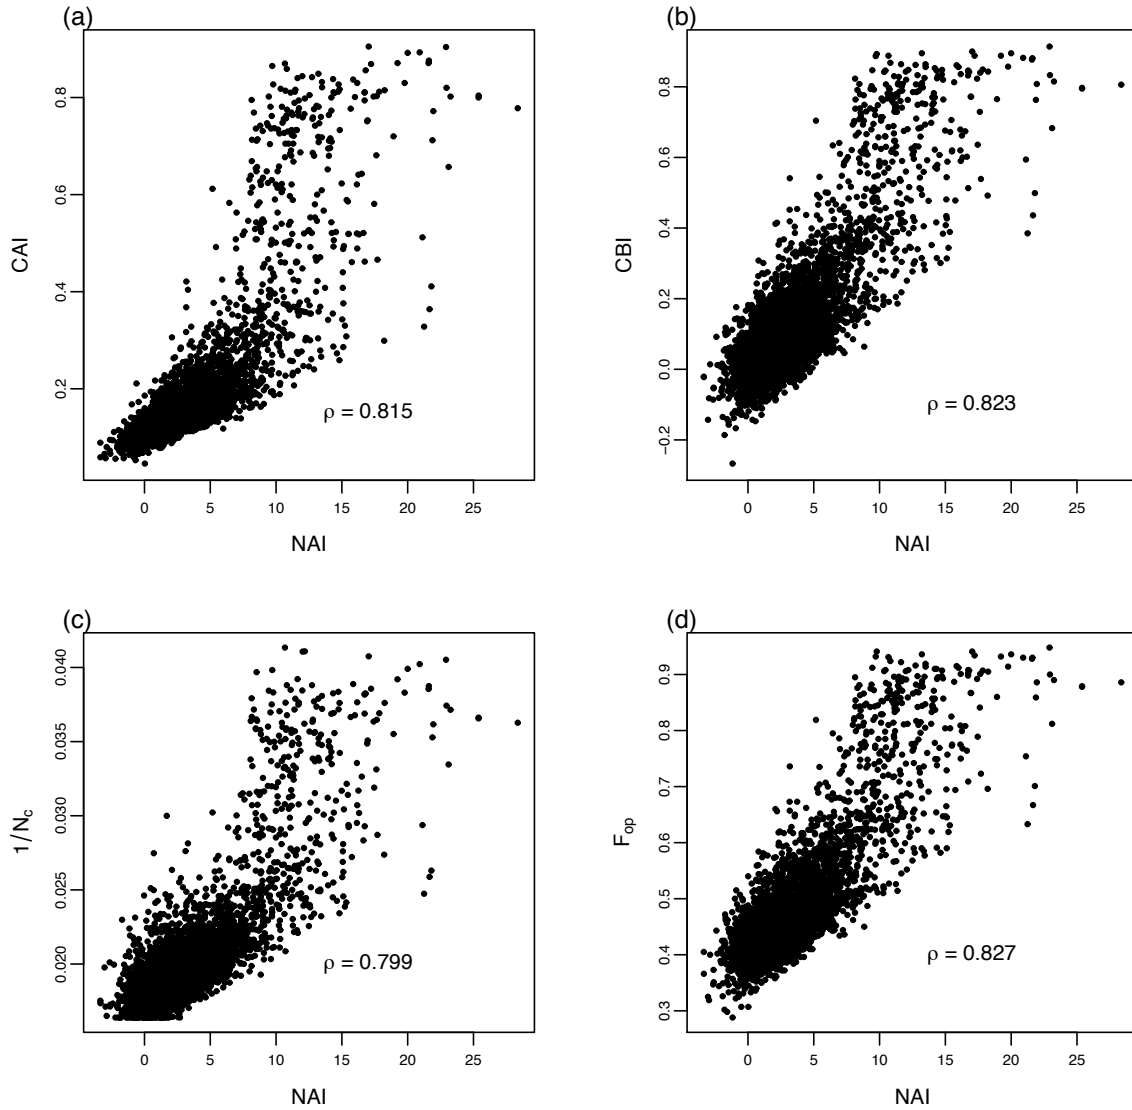 (a)
CAI
0.8
0.6
0.4
0.2
ρ = 0.815
0 5 10 15 20 25
NAI
(b)
CBI
0.8
0.6
0.4
0.2
0.0
−0.2
ρ = 0.823
0 5 10 15 20 25
NAI
(c)
1/Nc
0.040
0.035
0.030
0.025
0.020
ρ = 0.799
0 5 10 15 20 25
NAI
(d)
Fop
0.9
0.8
0.7
0.6
0.5
0.4
0.3
ρ = 0.827
0 5 10 15 20 25
NAI